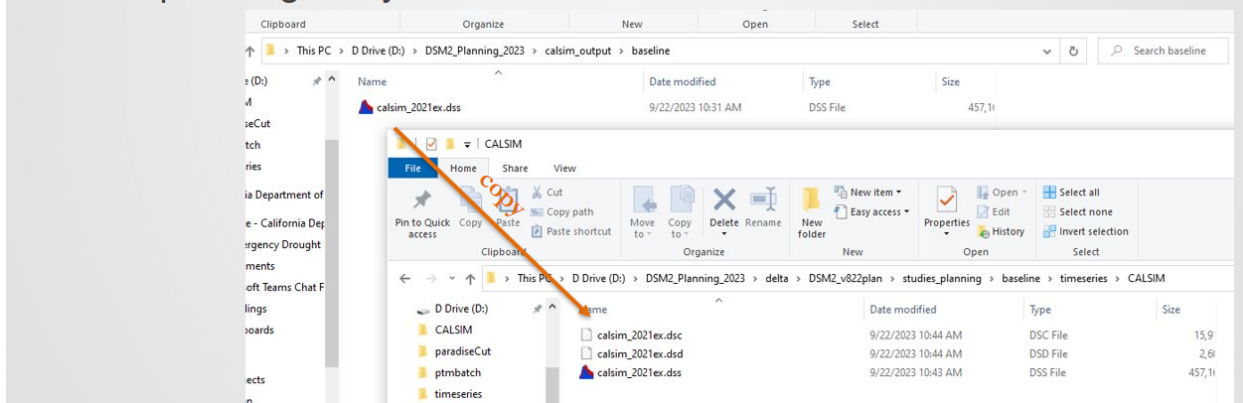 Clipboard Organize New Open Select
This PC > D Drive (D:) > DSM2_Planning_2023 > calsim_output > baseline Search baseline
(D:) Name Date modified Type Size
calsim_2021ex.dss 9/22/2023 10:31 AM DSS File
CALSIM
File Home Share View
copy
Pin to Quick access Copy Paste Cut Copy path Paste shortcut Move to Copy to Delete Rename New folder New item Easy access Properties Open Edit History Select all Select none Invert selection
Clipboard Organize New Open Select
This PC > D Drive (D:) > DSM2_Planning_2023 > delta > DSM2_v822plan > studies_planning > baseline > timeseries > CALSIM
D Drive (D:) Name Date modified Type Size
CALSIM calsim_2021ex.dsc 9/22/2023 10:44 AM DSC File
paradiseCut calsim_2021ex.dsd 9/22/2023 10:44 AM DSD File
ptmbatch calsim_2021ex.dss 9/22/2023 10:43 AM DSS File
timeseries